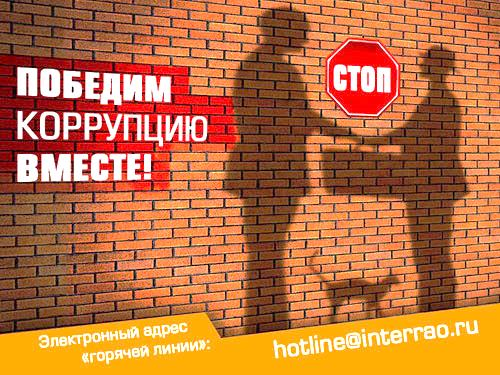 ПОБЕДИМ
КОРРУПЦИЮ
ВМЕСТЕ!
СТОП
Электронный адрес
«горячей линии»:
hotline@interrao.ru